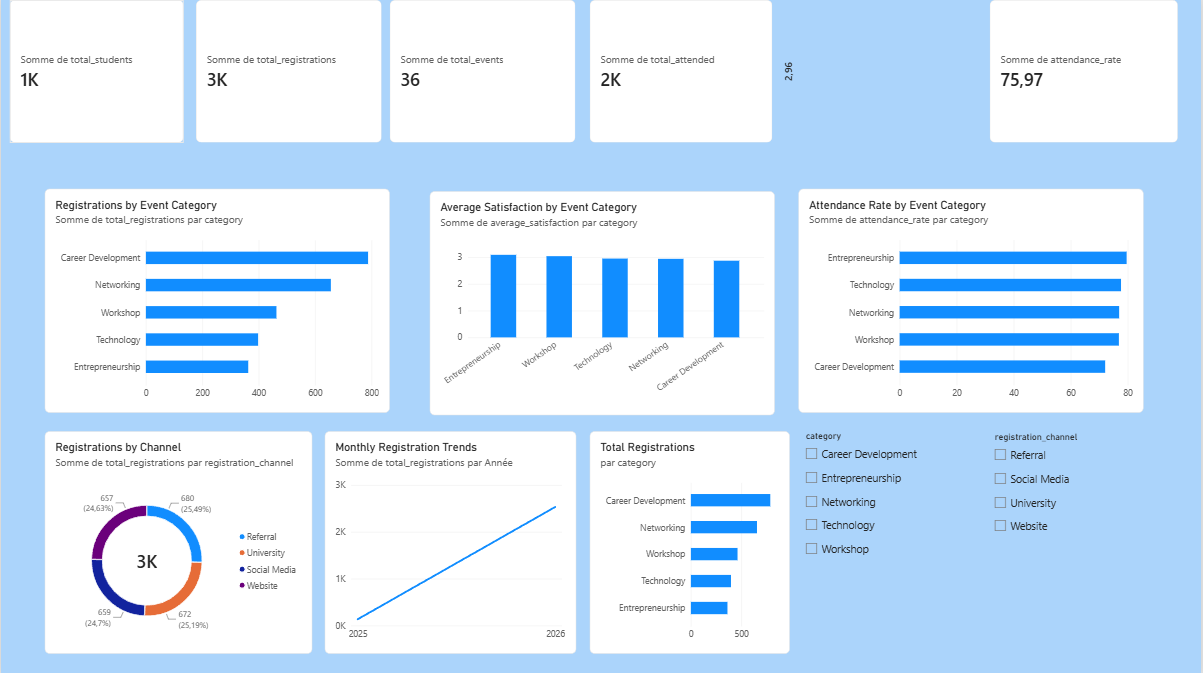 Somme de total_students
1K
Somme de total_registrations
3K
Somme de total_events
36
Somme de total_attended
2K
2,96
Somme de attendance_rate
75,97
Registrations by Event Category
Somme de total_registrations par category
Career Development
Networking
Workshop
Technology
Entrepreneurship
0 200 400 600 800
Average Satisfaction by Event Category
Somme de average_satisfaction par category
3
2
1
0
Entrepreneurship
Workshop
Technology
Networking
Career Development
Attendance Rate by Event Category
Somme de attendance_rate par category
Entrepreneurship
Technology
Networking
Workshop
Career Development
0 20 40 60 80
Registrations by Channel
Somme de total_registrations par registration_channel
657
(24,63%)
680
(25,49%)
3K
659
(24,7%)
672
(25,19%)
Referral
University
Social Media
Website
Monthly Registration Trends
Somme de total_registrations par Année
3K
2K
1K
0K
2025 2026
Total Registrations
par category
Career Development
Networking
Workshop
Technology
Entrepreneurship
0 500
category
Career Development
Entrepreneurship
Networking
Technology
Workshop
registration_channel
Referral
Social Media
University
Website